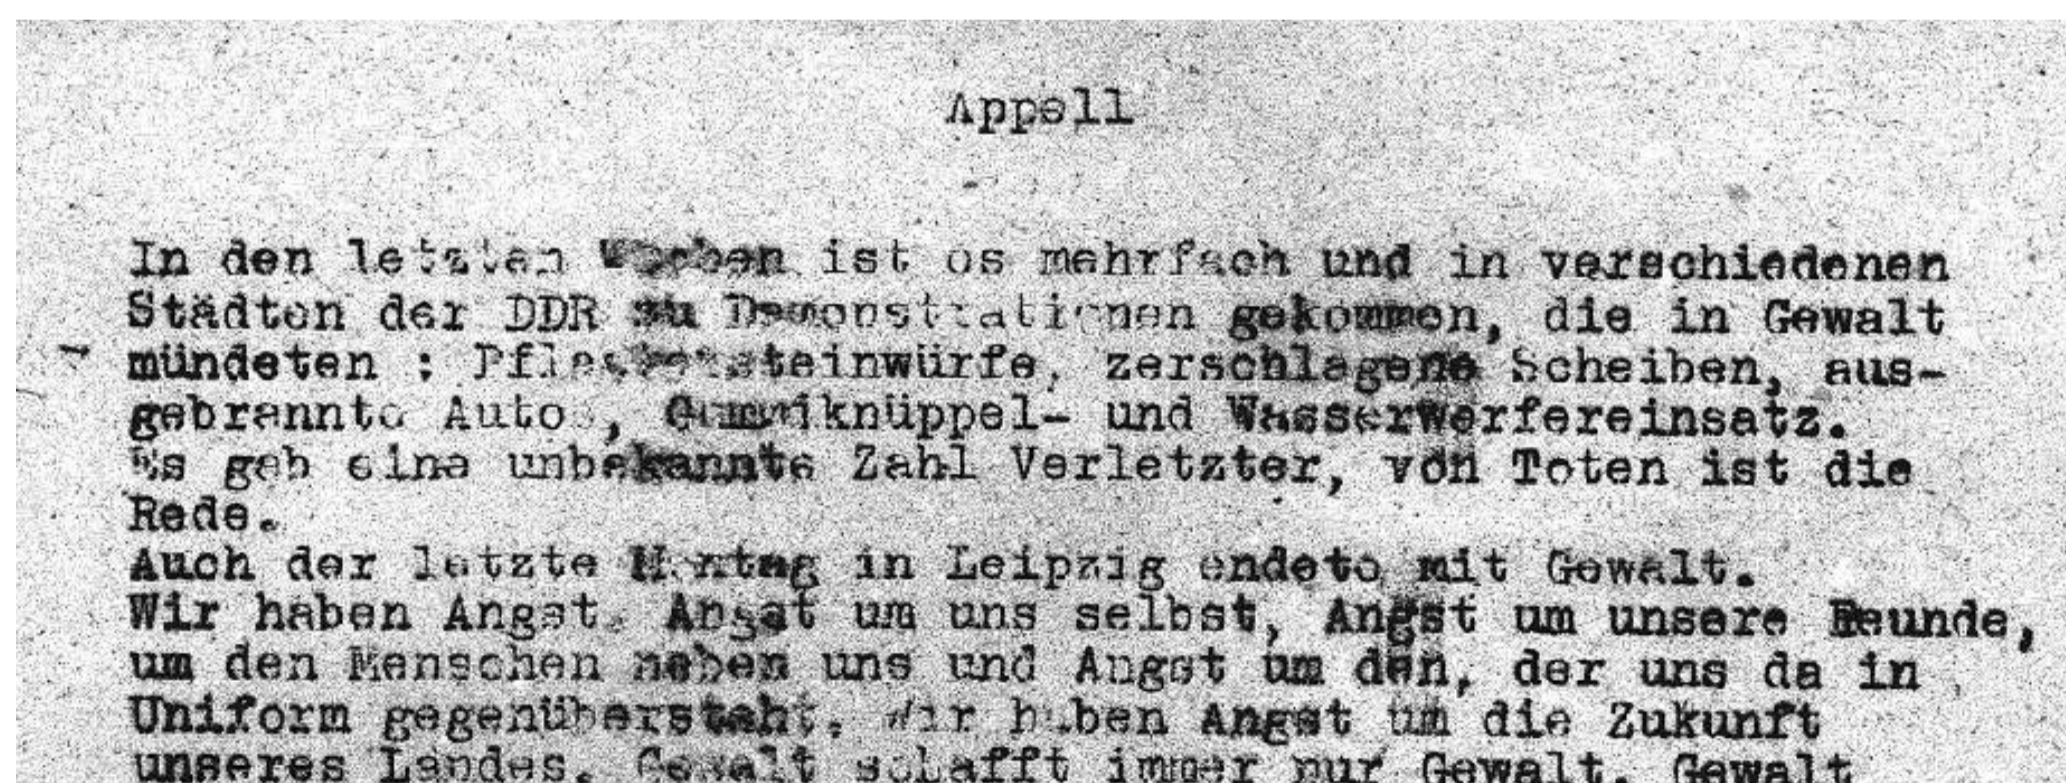 Appell
In den letzten Wochen ist es mehrfach und in verschiedenen
Städten der DDR zu Demonstrationen gekommen, die in Gewalt
mündeten : Pflastersteinwürfe, zerschlagene Scheiben, aus-
gebrannte Autos, Gummiknüppel- und Wasserwerfereinsatz.
Es gab eine unbekannte Zahl Verletzter, von Toten ist die
Rede.
Auch der letzte Montag in Leipzig endete mit Gewalt.
Wir haben Angst. Angst um uns selbst, Angst um unsere
um den Menschen neben uns und Angst um den, der uns da in
Uniform gegenübersteht. Wir haben Angst um die Zukunft
unseres Landes. Gewalt schafft immer nur Gewalt. Gewalt